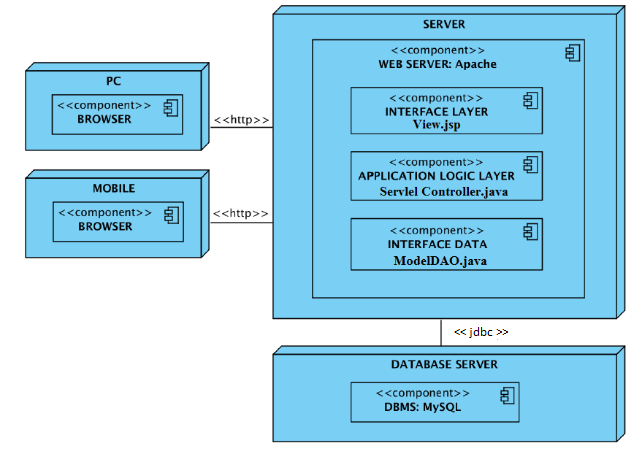 SERVER
<<component>>
WEB SERVER: Apache
<<component>>
INTERFACE LAYER
View.jsp
<<component>>
APPLICATION LOGIC LAYER
Servlel Controller.java
<<component>>
INTERFACE DATA
ModelDAO.java
PC
<<component>>
BROWSER
<<http>>
MOBILE
<<component>>
BROWSER
<<http>>
<< jdbc >>
DATABASE SERVER
<<component>>
DBMS: MySQL